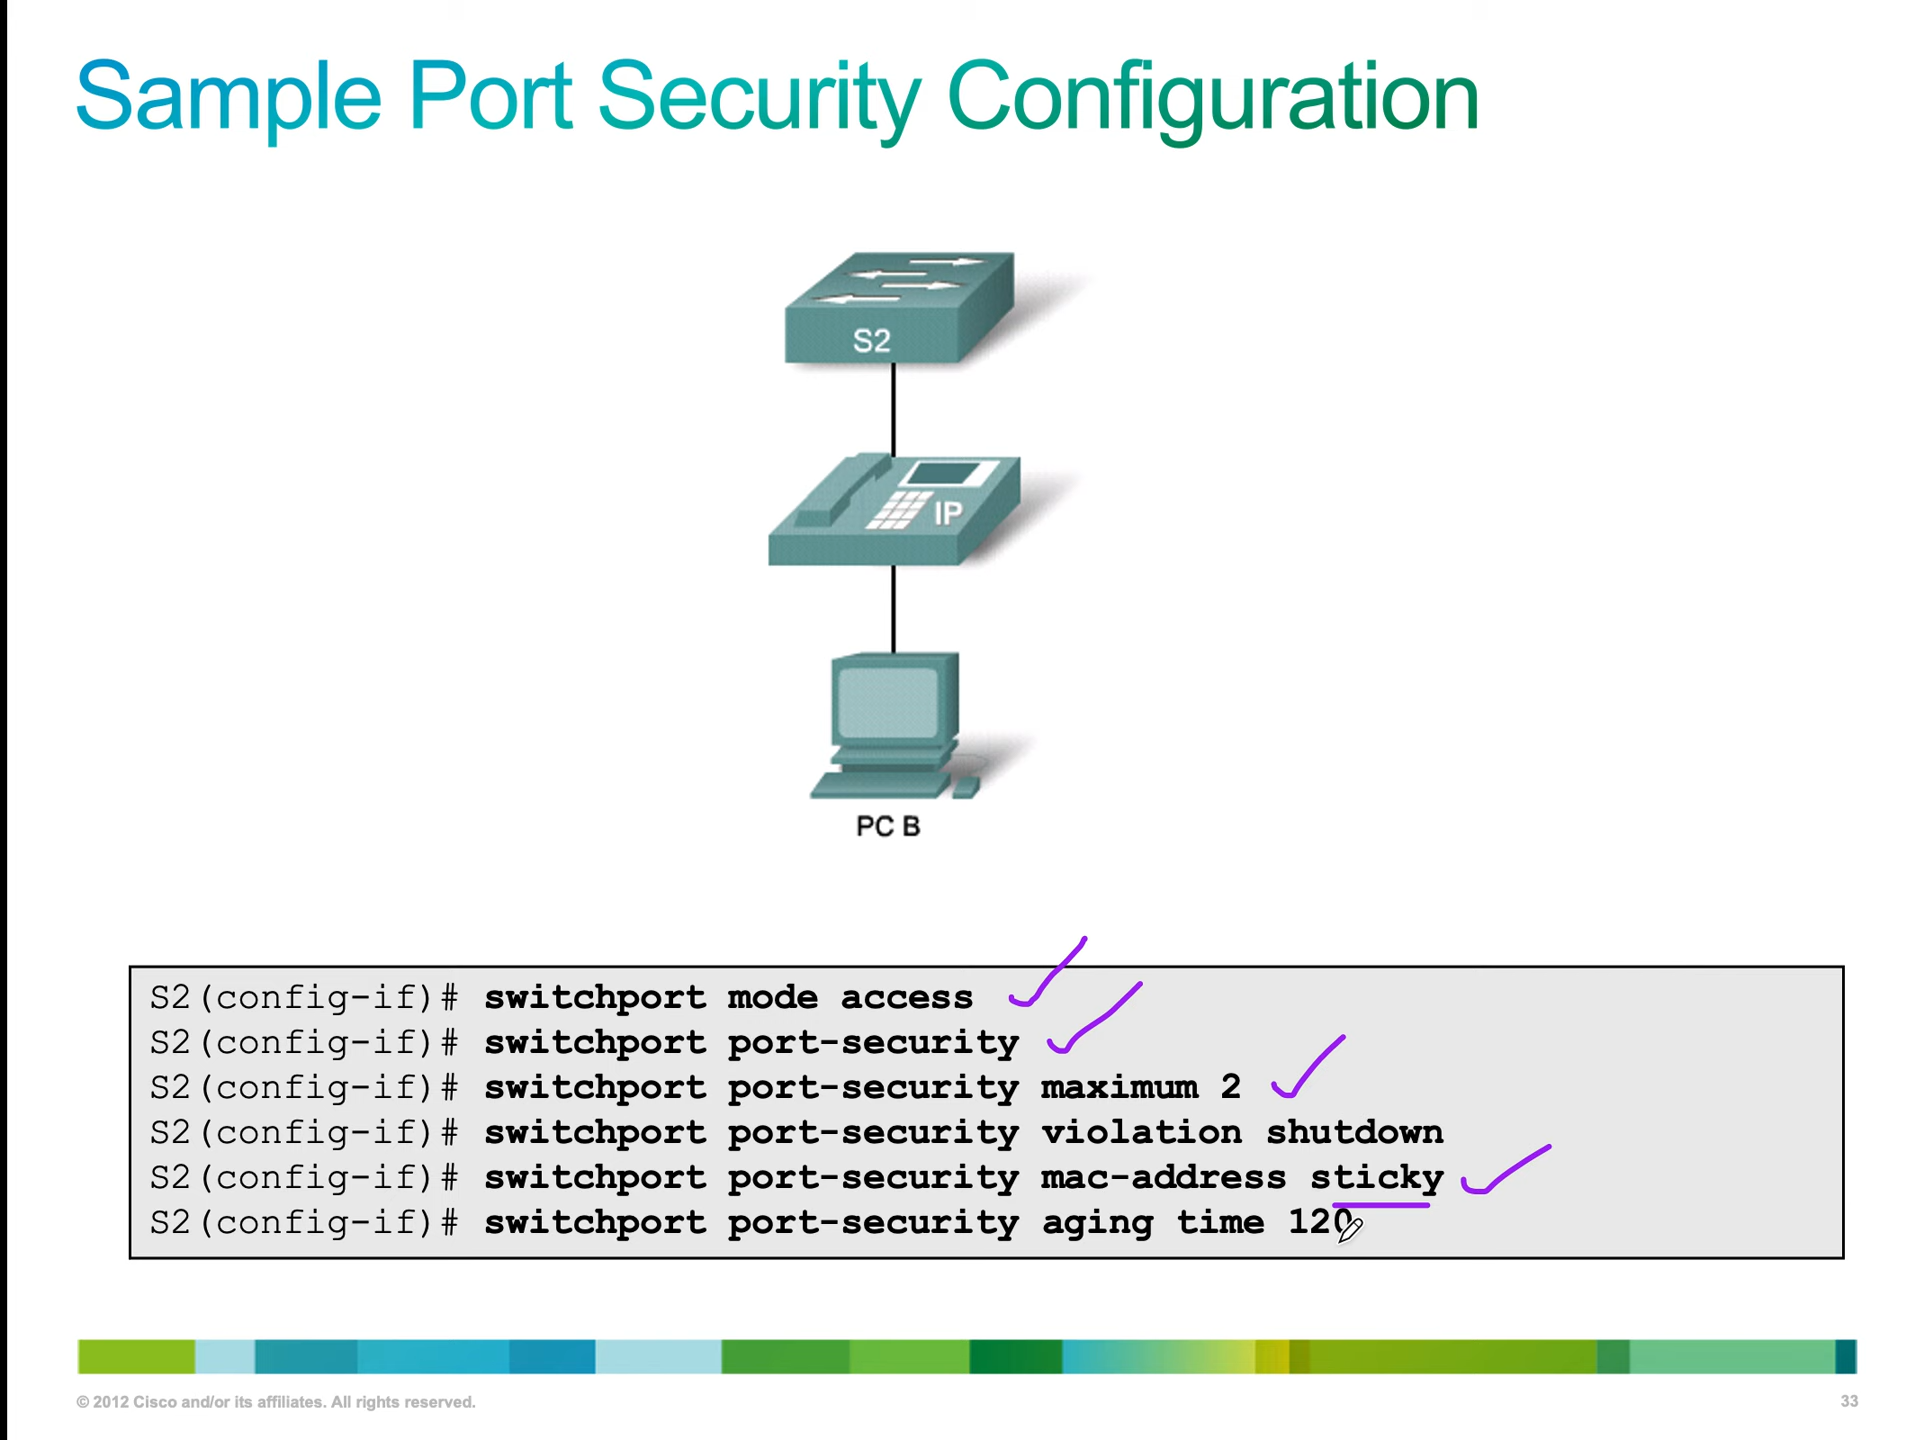 Sample Port Security Configuration
S2
IP
PC B
S2(config-if)# switchport mode access
S2(config-if)# switchport port-security
S2(config-if)# switchport port-security maximum 2
S2(config-if)# switchport port-security violation shutdown
S2(config-if)# switchport port-security mac-address sticky
S2(config-if)# switchport port-security aging time 120
© 2012 Cisco and/or its affiliates. All rights reserved.
33